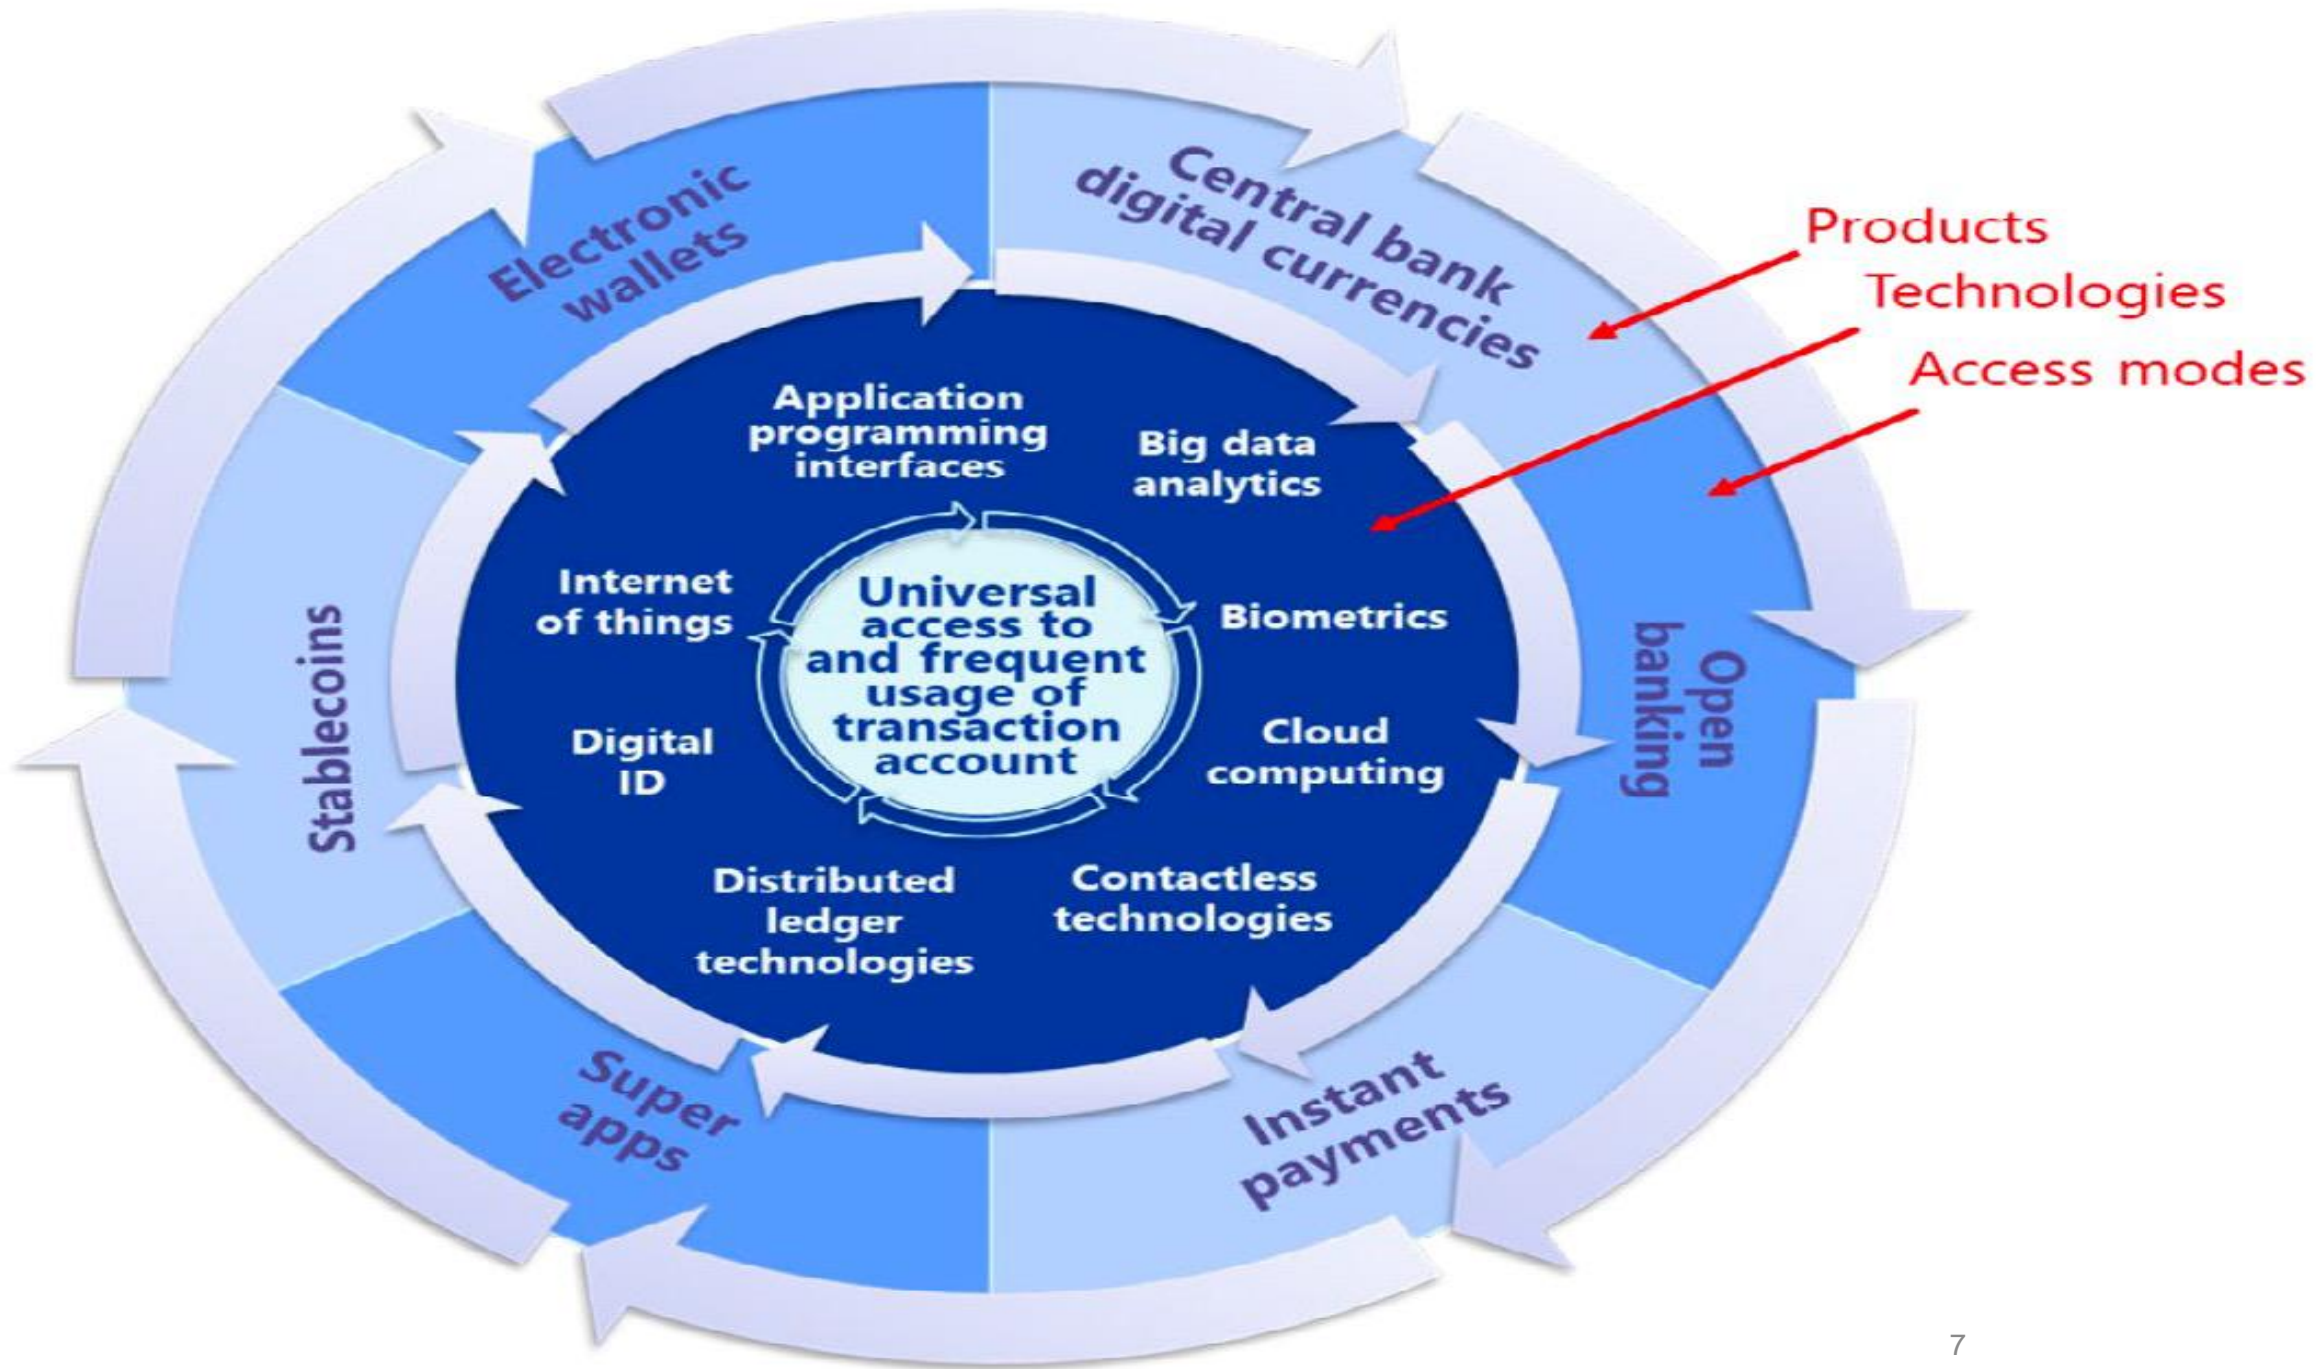 Electronic
wallets
Central bank
digital currencies
Products
Technologies
Access modes
Application
programming
interfaces
Big data
analytics
Internet
of things
Universal
access to
and frequent
usage of
transaction
account
Biometrics
Open
banking
Stablecoins
Digital
ID
Cloud
computing
Distributed
ledger
technologies
Contactless
technologies
Super
apps
Instant
payments
7